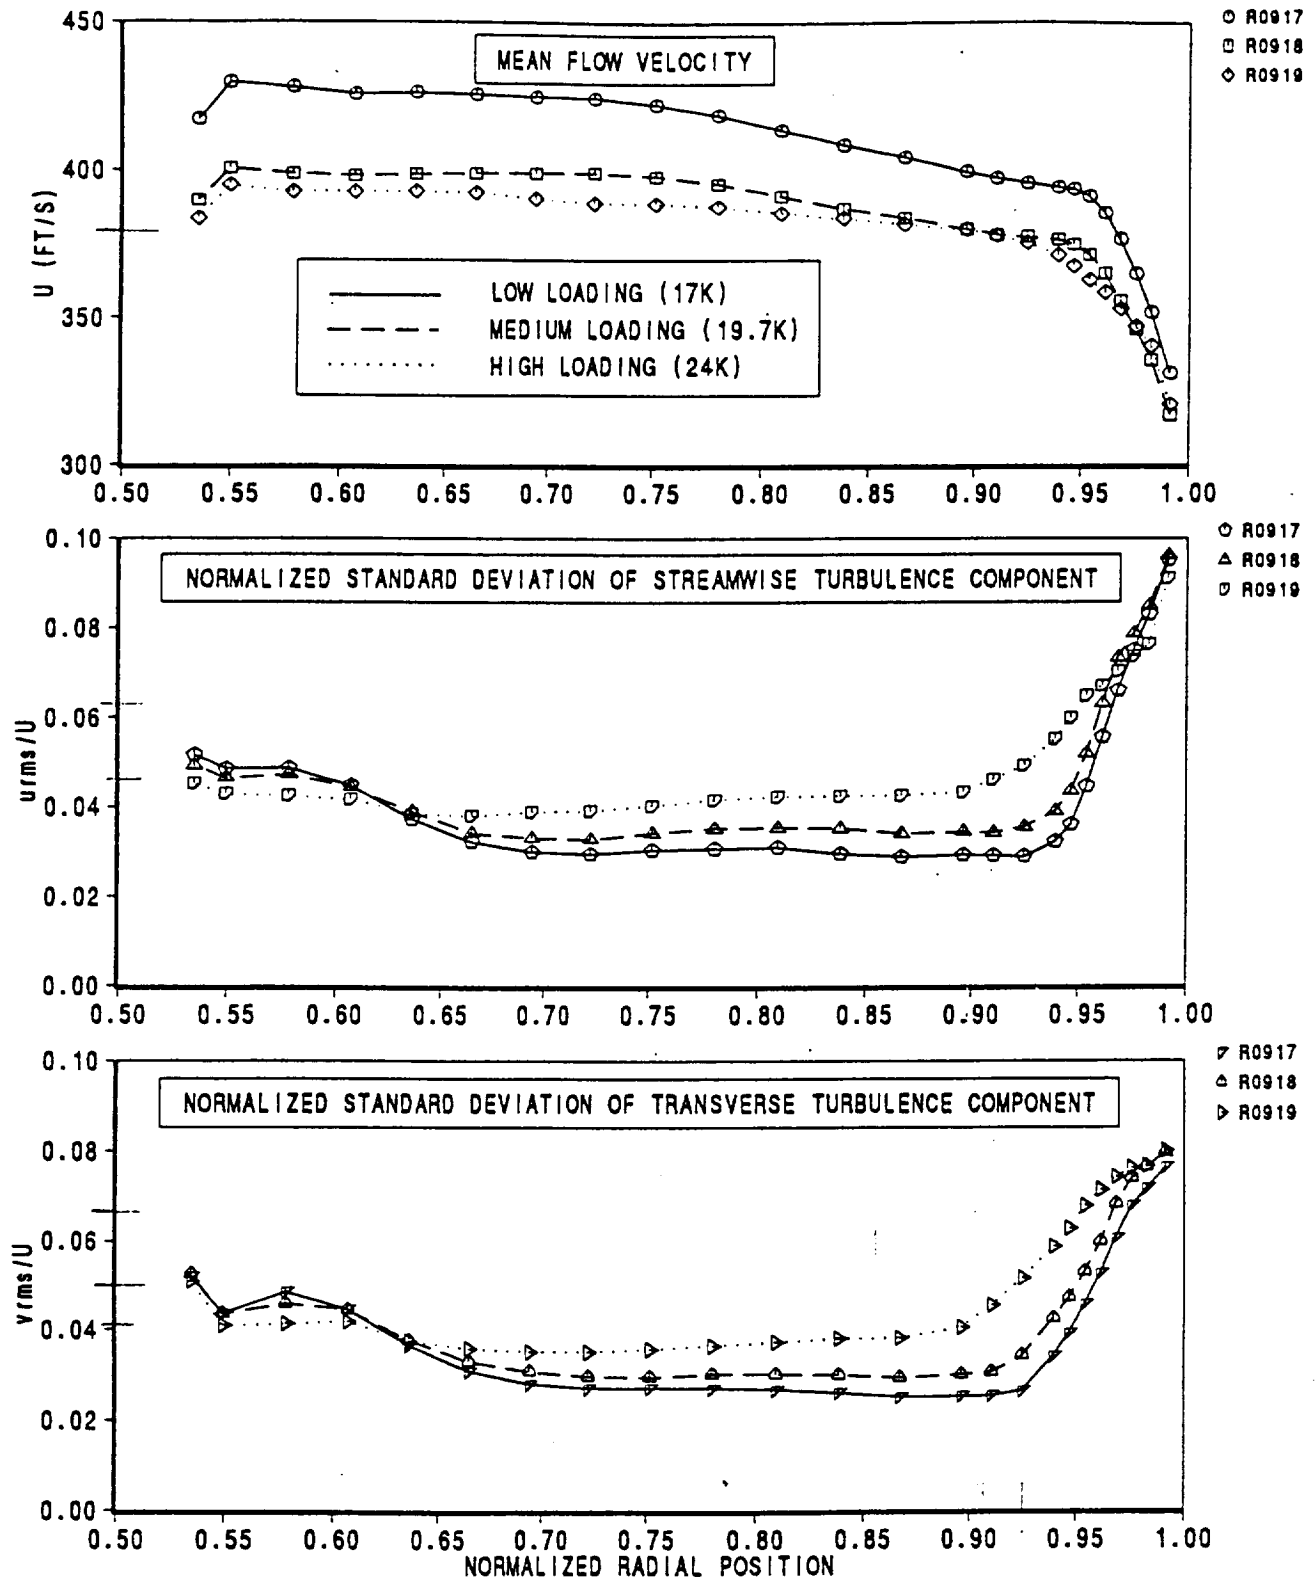 450
400
350
300
U (FT/S)
MEAN FLOW VELOCITY
R0917
R0918
R0919
LOW LOADING (17K)
MEDIUM LOADING (19.7K)
HIGH LOADING (24K)
0.50 0.55 0.60 0.65 0.70 0.75 0.80 0.85 0.90 0.95 1.00
0.10
0.08
0.06
0.04
0.02
0.00
urms/U
NORMALIZED STANDARD DEVIATION OF STREAMWISE TURBULENCE COMPONENT
R0917
R0918
R0919
0.50 0.55 0.60 0.65 0.70 0.75 0.80 0.85 0.90 0.95 1.00
0.10
0.08
0.06
0.04
0.02
0.00
vrms/U
NORMALIZED STANDARD DEVIATION OF TRANSVERSE TURBULENCE COMPONENT
R0917
R0918
R0919
0.50 0.55 0.60 0.65 0.70 0.75 0.80 0.85 0.90 0.95 1.00
NORMALIZED RADIAL POSITION